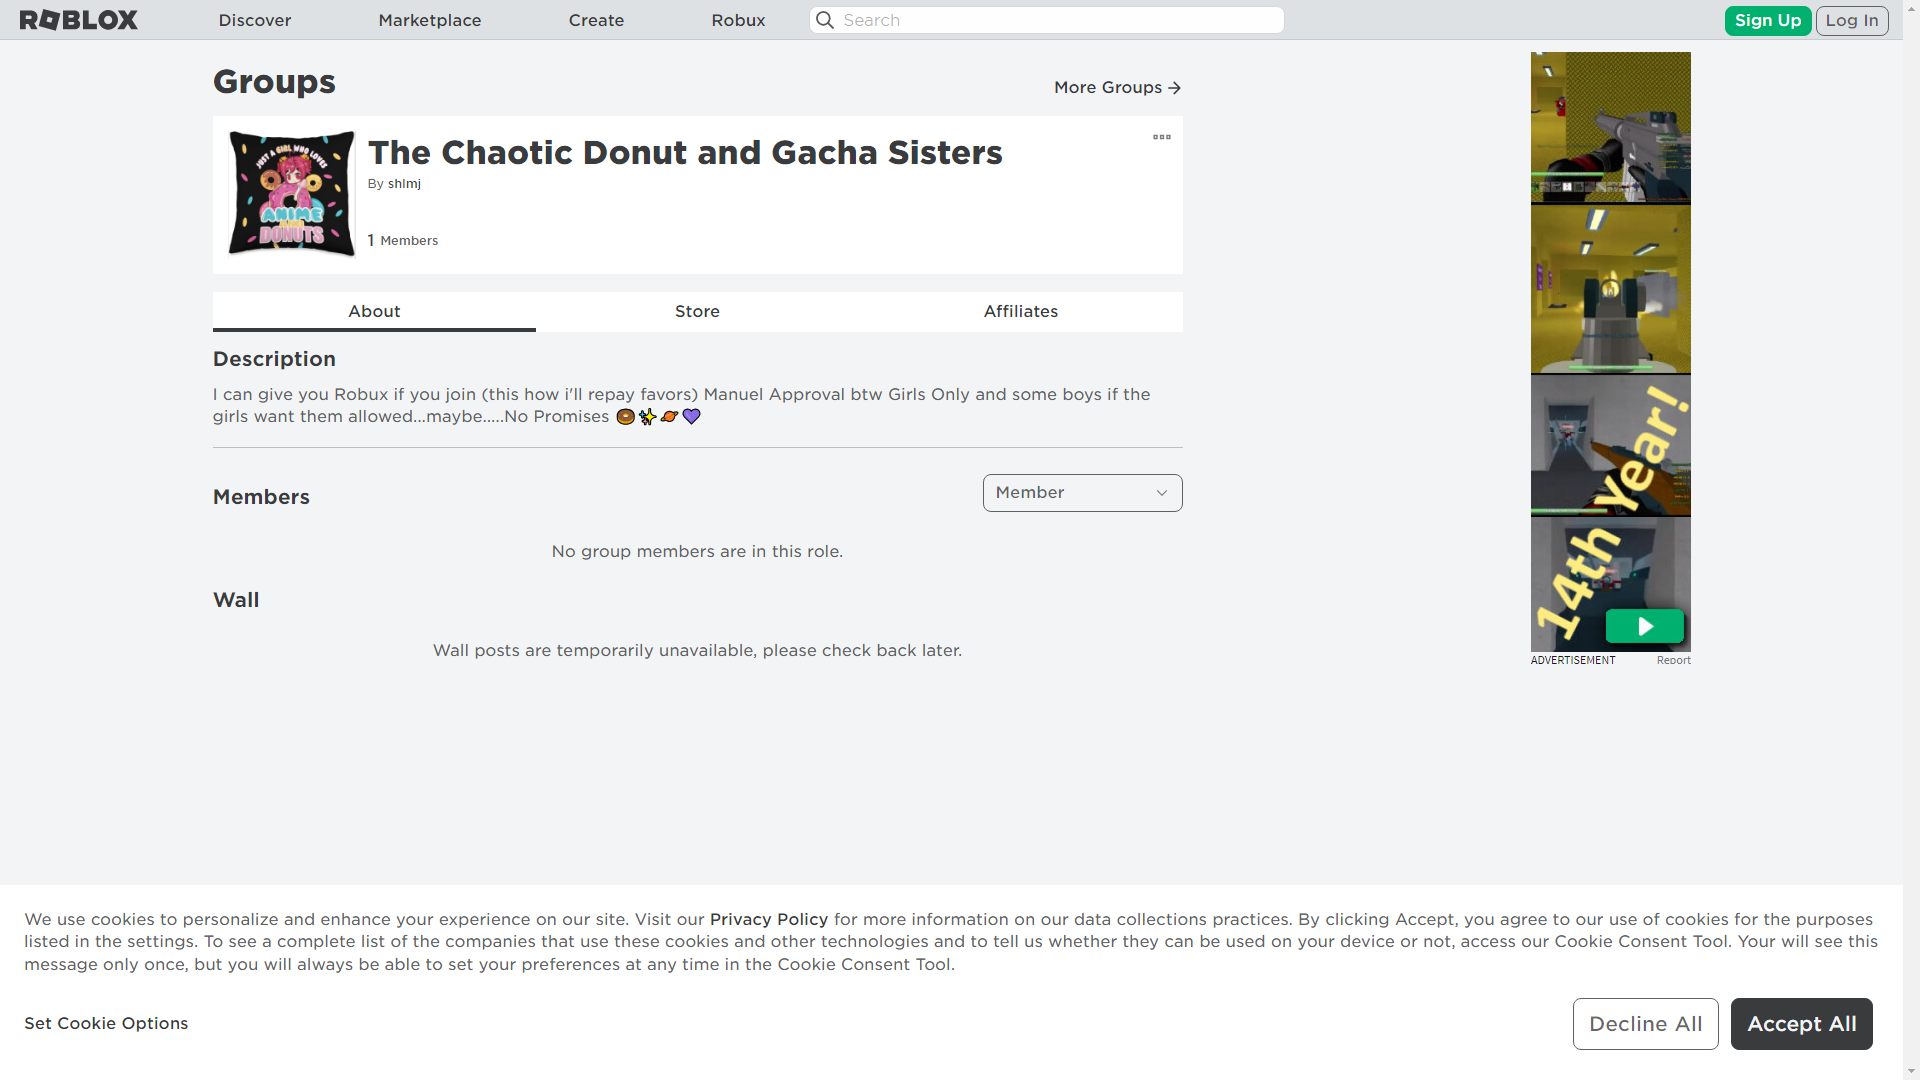 ROBLOX Discover Marketplace Create Robux Search Sign Up Log In
Groups
More Groups
JUST A GIRL WHO LOVES
ANIME
DONUTS
The Chaotic Donut and Gacha Sisters
By shlmj
1 Members
About Store Affiliates
Description
I can give you Robux if you join (this how i'll repay favors) Manuel Approval btw Girls Only and some boys if the
girls want them allowed...maybe.....No Promises 🍩✨🪐💜
Members
Member
No group members are in this role.
Wall
Wall posts are temporarily unavailable, please check back later.
14th Year!
ADVERTISEMENT Report
We use cookies to personalize and enhance your experience on our site. Visit our Privacy Policy for more information on our data collections practices. By clicking Accept, you agree to our use of cookies for the purposes
listed in the settings. To see a complete list of the companies that use these cookies and other technologies and to tell us whether they can be used on your device or not, access our Cookie Consent Tool. Your will see this
message only once, but you will always be able to set your preferences at any time in the Cookie Consent Tool.
Set Cookie Options
Decline All
Accept All